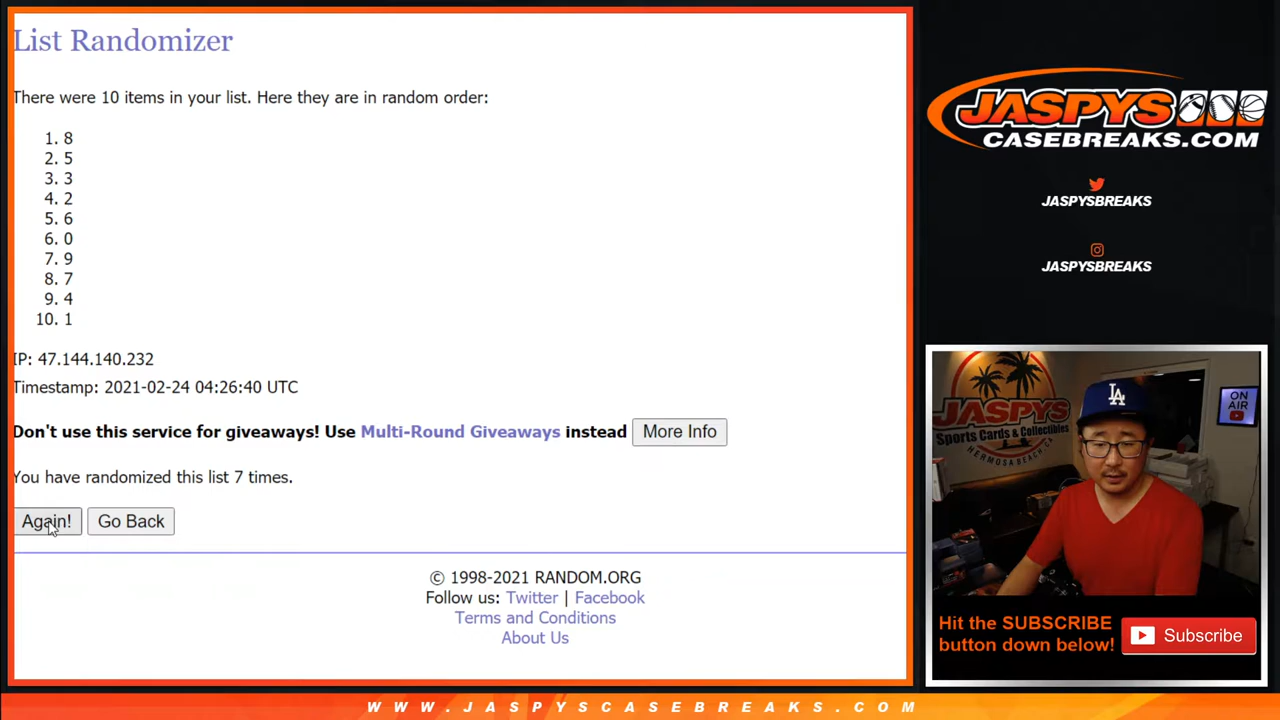 List Randomizer
There were 10 items in your list. Here they are in random order:
1. 8
2. 5
3. 3
4. 2
5. 6
6. 0
7. 9
8. 7
9. 4
10. 1
IP: 47.144.140.232
Timestamp: 2021-02-24 04:26:40 UTC
Don't use this service for giveaways! Use Multi-Round Giveaways instead More Info
You have randomized this list 7 times.
Again! Go Back
© 1998-2021 RANDOM.ORG
Follow us: Twitter | Facebook
Terms and Conditions
About Us
JASPYS
CASEBREAKS.COM
JASPYSBREAKS
JASPYSBREAKS
JASPYS
Sports Cards & Collectibles
HERMOSA BEACH, CA
ON
AIR
LA
Hit the SUBSCRIBE
button down below!
Subscribe
WWW.JASPYSCASEBREAKS.COM